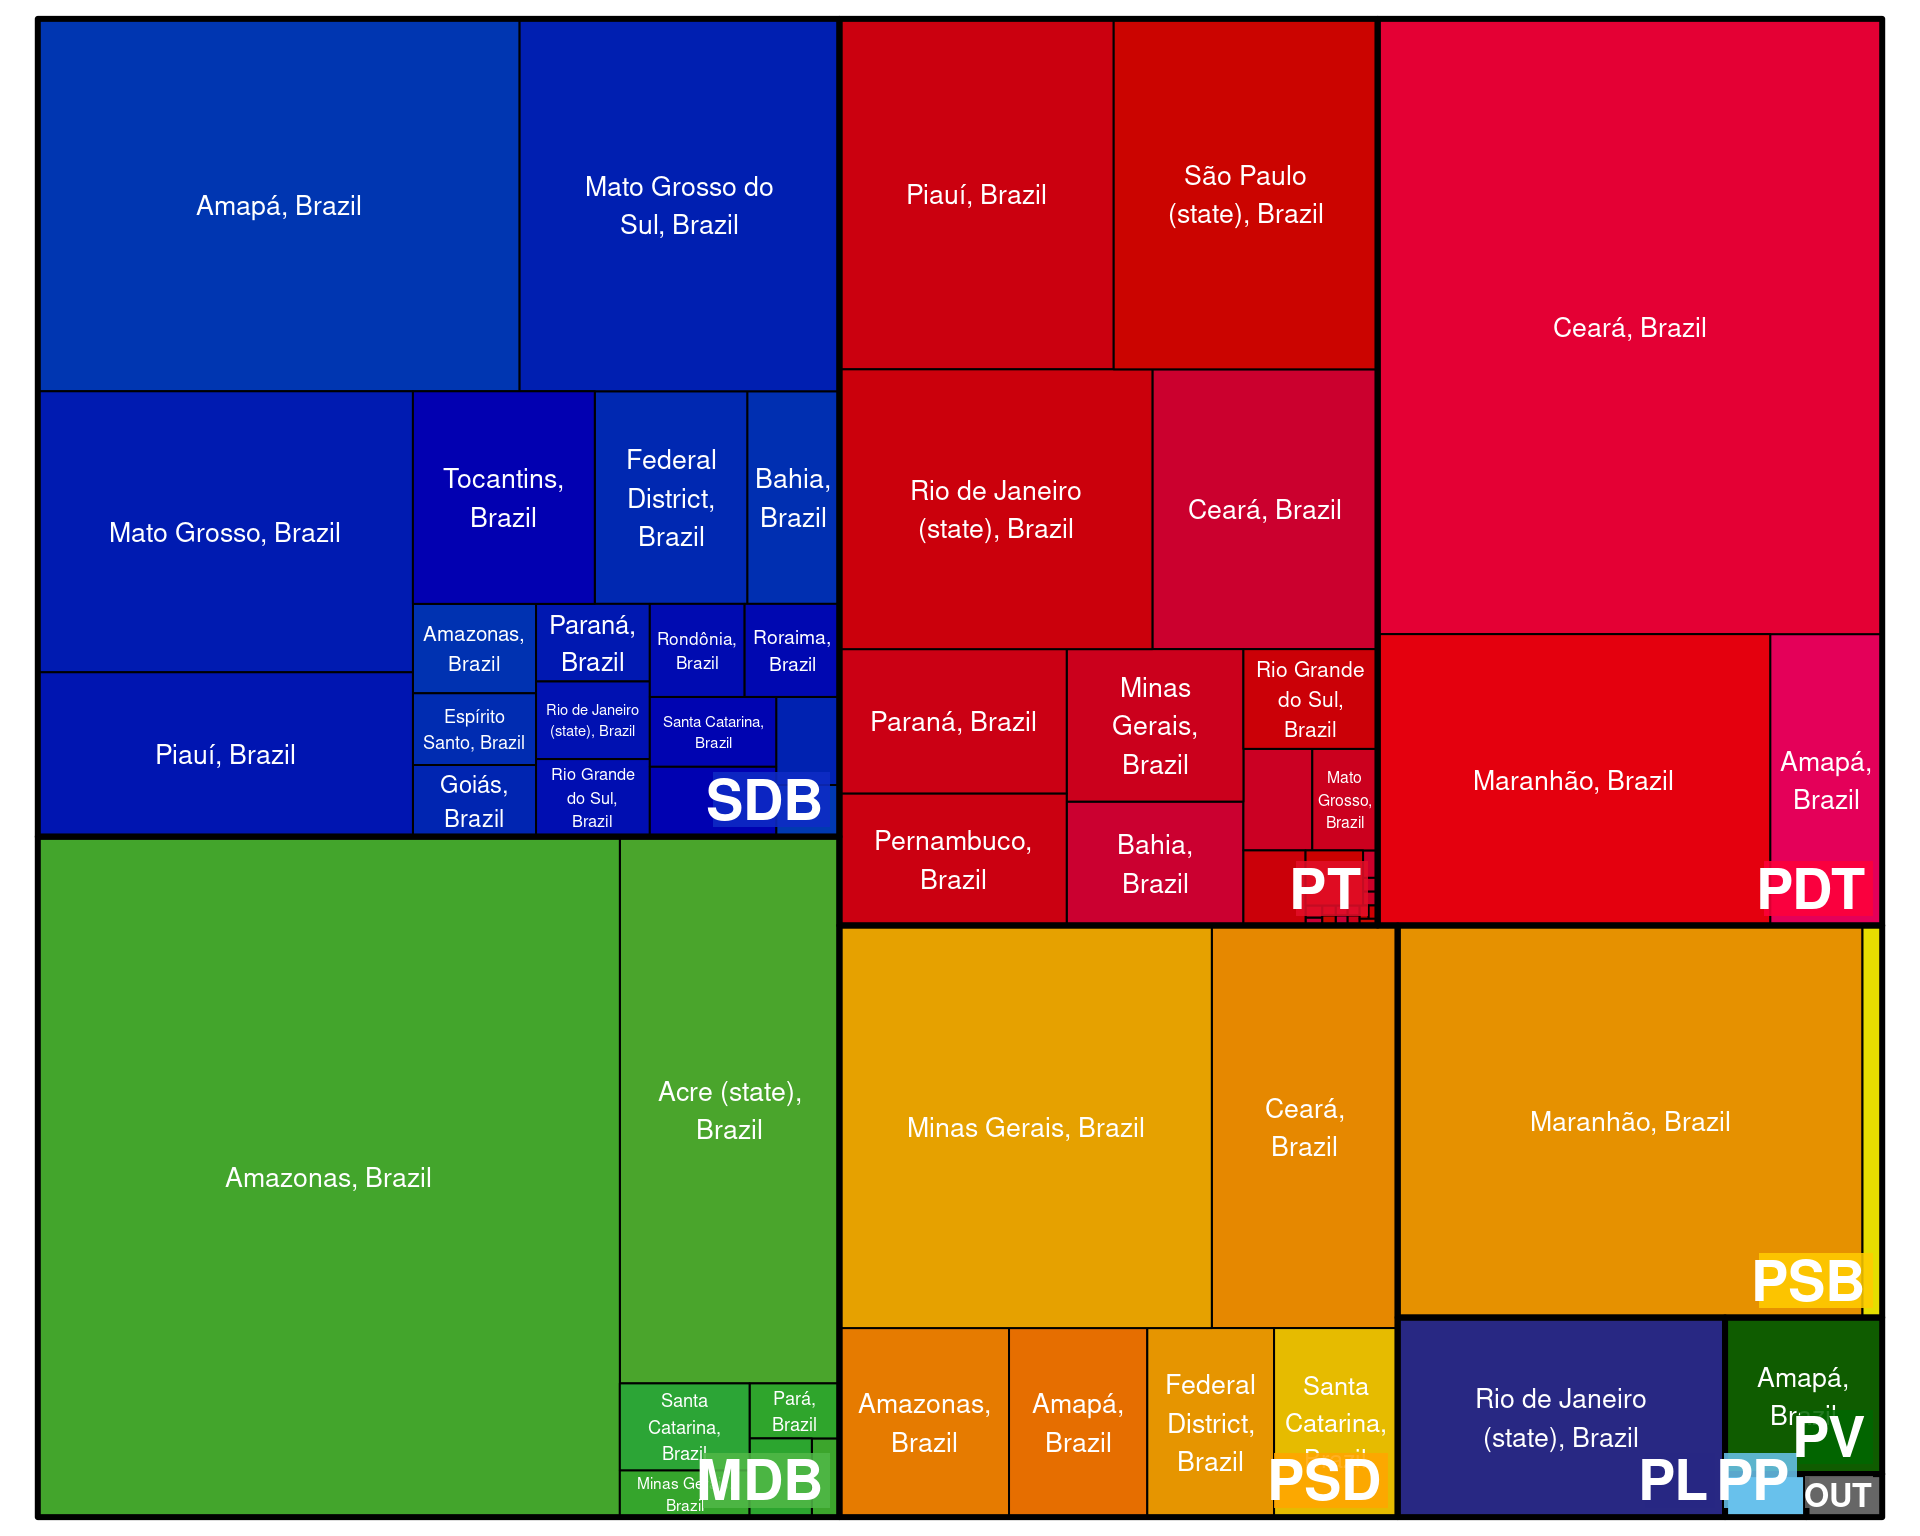 Amapá, Brazil
Mato Grosso do
Sul, Brazil
Mato Grosso, Brazil
Piauí, Brazil
Tocantins,
Brazil
Federal
District,
Brazil
Bahia,
Brazil
Amazonas,
Brazil
Espírito
Santo, Brazil
Goiás,
Brazil
Paraná,
Brazil
Rio de Janeiro
(state), Brazil
Rio Grande
do Sul,
Brazil
Rondônia,
Brazil
Roraima,
Brazil
Santa Catarina,
Brazil
SDB
Piauí, Brazil
São Paulo
(state), Brazil
Rio de Janeiro
(state), Brazil
Ceará, Brazil
Paraná, Brazil
Pernambuco,
Brazil
Minas
Gerais,
Brazil
Bahia,
Brazil
Rio Grande
do Sul,
Brazil
Mato
Grosso,
Brazil
PT
Ceará, Brazil
Maranhão, Brazil
Amapá,
Brazil
PDT
Amazonas, Brazil
Acre (state),
Brazil
Santa
Catarina,
Brazil
Pará,
Brazil
Minas Ge
Brazil
MDB
Minas Gerais, Brazil
Ceará,
Brazil
Amazonas,
Brazil
Amapá,
Brazil
Federal
District,
Brazil
Santa
Catarina,
Brazil
PSD
Maranhão, Brazil
PSB
Rio de Janeiro
(state), Brazil
PL
Amapá,
Brazil
PV
PP
OUT